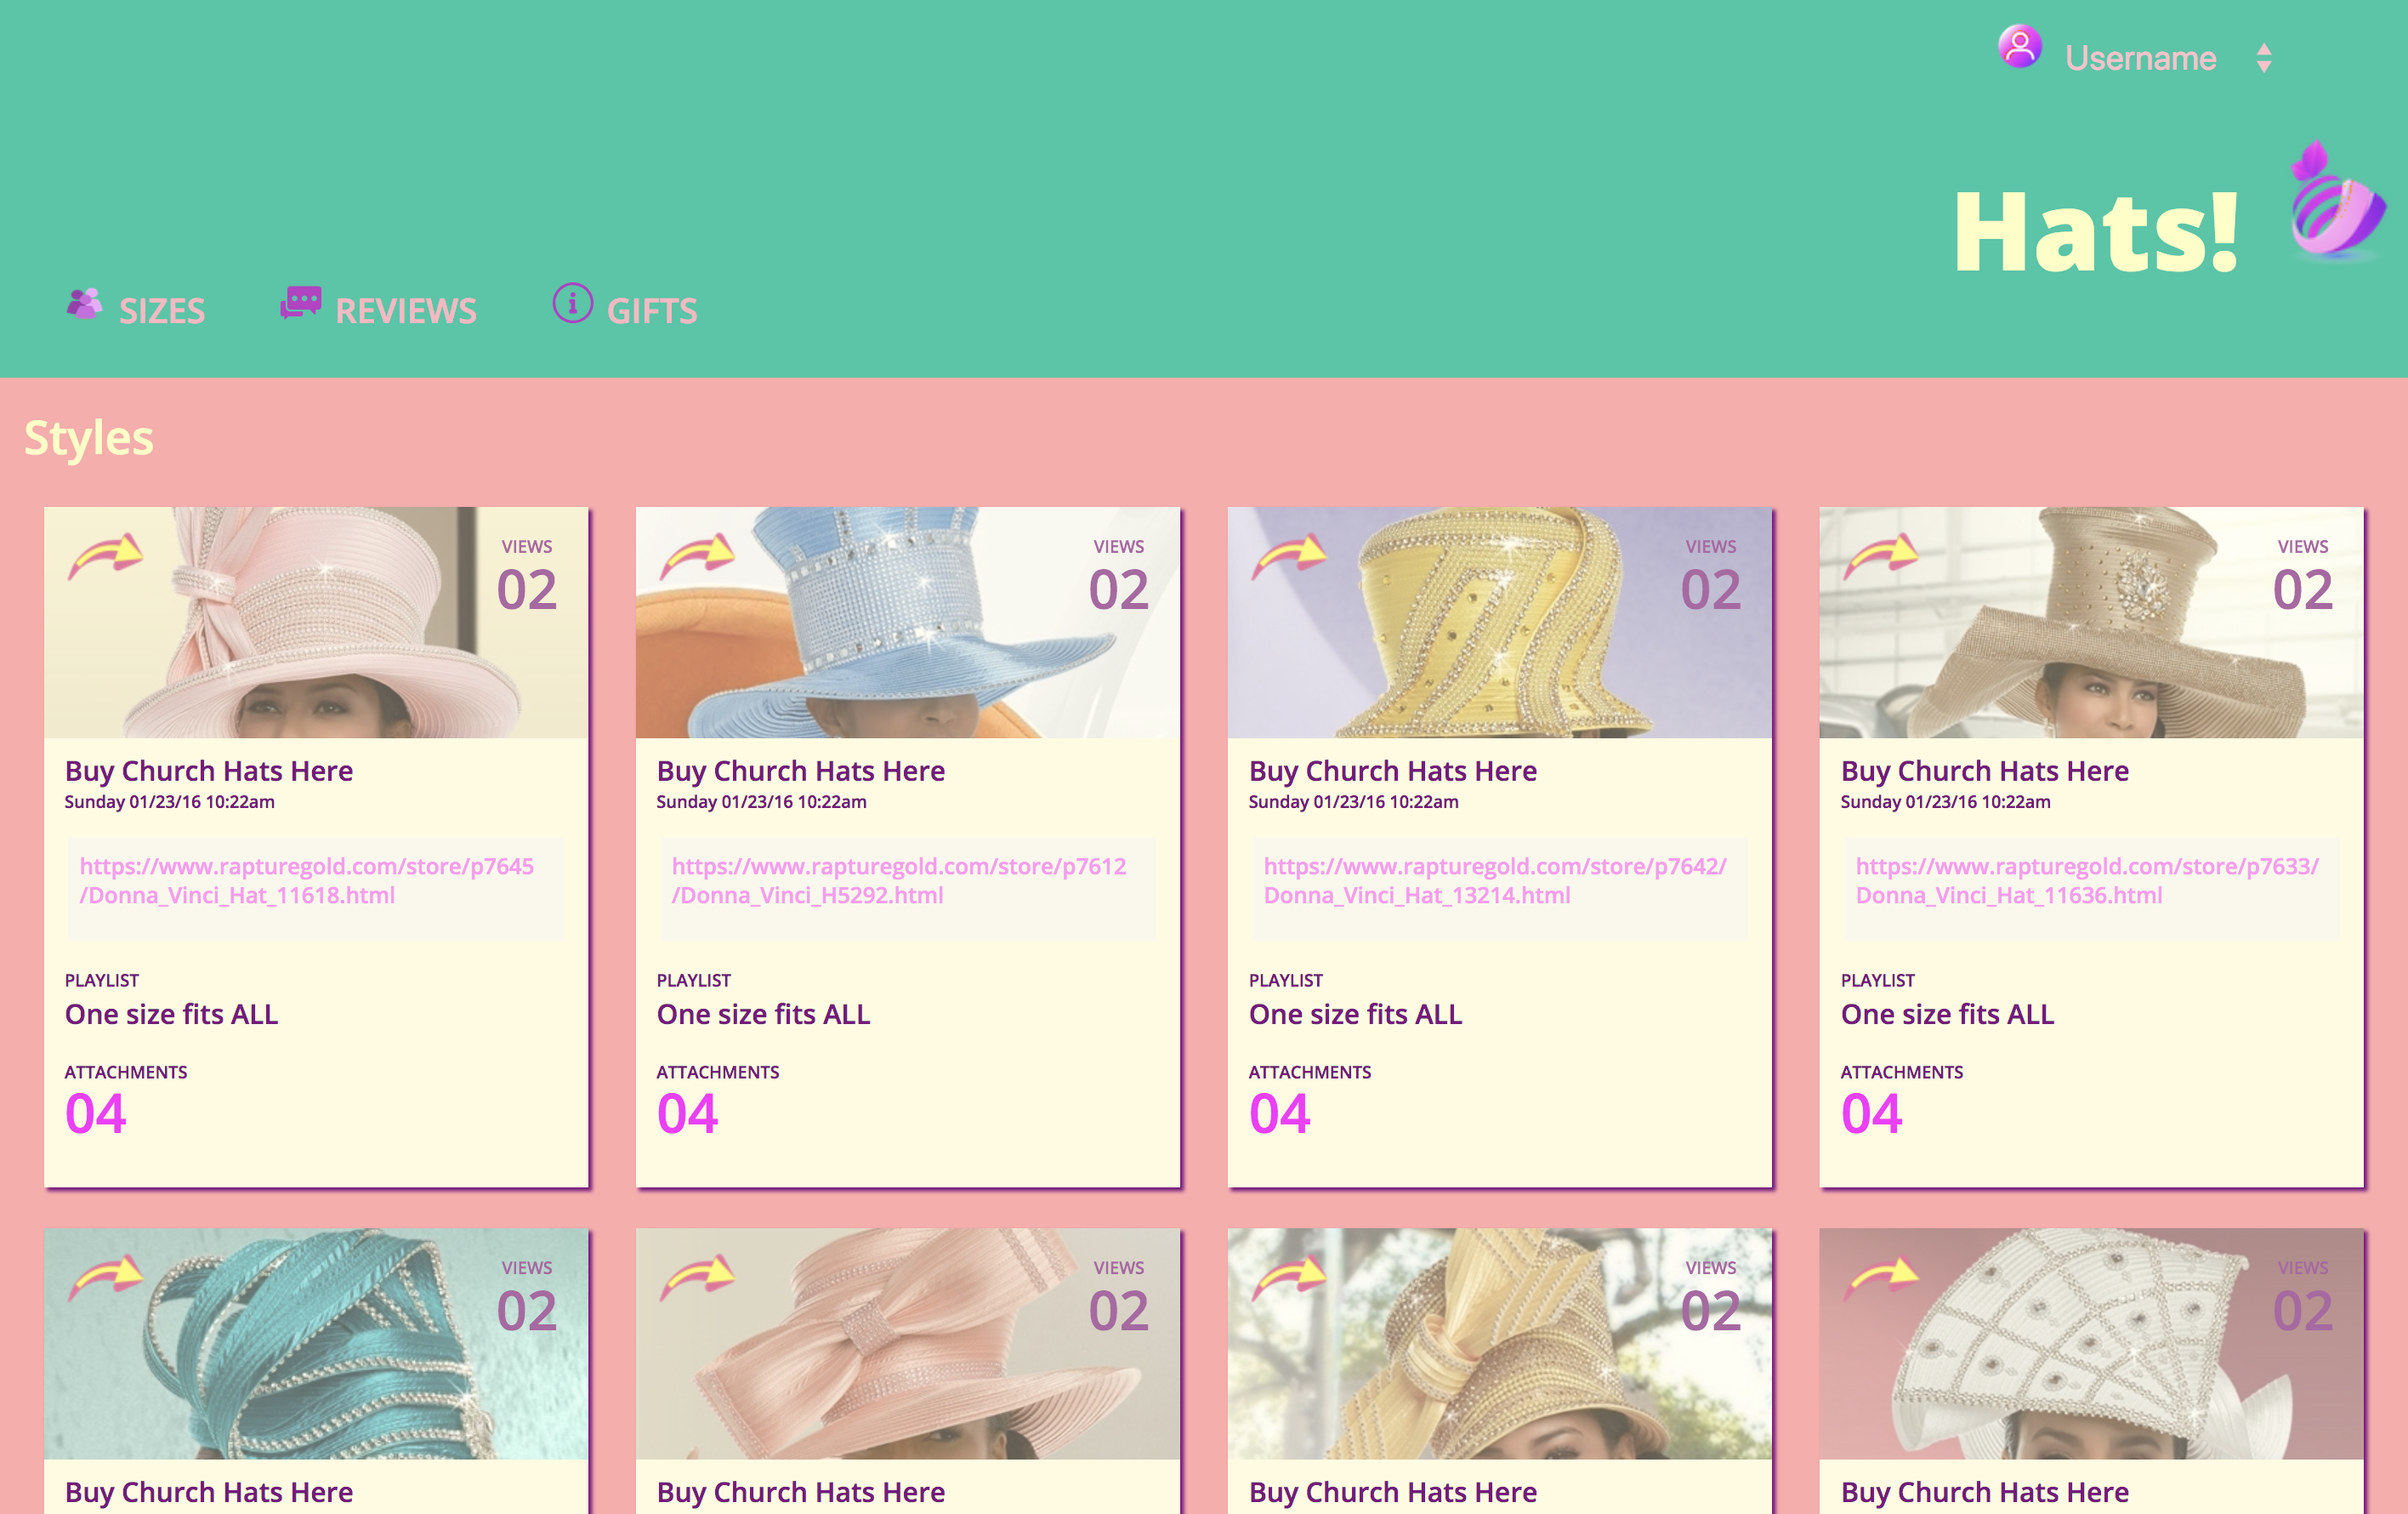 Username
Hats!
SIZES
REVIEWS
GIFTS
Styles
VIEWS
02
Buy Church Hats Here
Sunday 01/23/16 10:22am
https://www.rapturegold.com/store/p7645
/Donna_Vinci_Hat_11618.html
PLAYLIST
One size fits ALL
ATTACHMENTS
04
VIEWS
02
Buy Church Hats Here
Sunday 01/23/16 10:22am
https://www.rapturegold.com/store/p7612
/Donna_Vinci_H5292.html
PLAYLIST
One size fits ALL
ATTACHMENTS
04
VIEWS
02
Buy Church Hats Here
Sunday 01/23/16 10:22am
https://www.rapturegold.com/store/p7642/
Donna_Vinci_Hat_13214.html
PLAYLIST
One size fits ALL
ATTACHMENTS
04
VIEWS
02
Buy Church Hats Here
Sunday 01/23/16 10:22am
https://www.rapturegold.com/store/p7633/
Donna_Vinci_Hat_11636.html
PLAYLIST
One size fits ALL
ATTACHMENTS
04
VIEWS
02
Buy Church Hats Here
VIEWS
02
Buy Church Hats Here
VIEWS
02
Buy Church Hats Here
VIEWS
02
Buy Church Hats Here